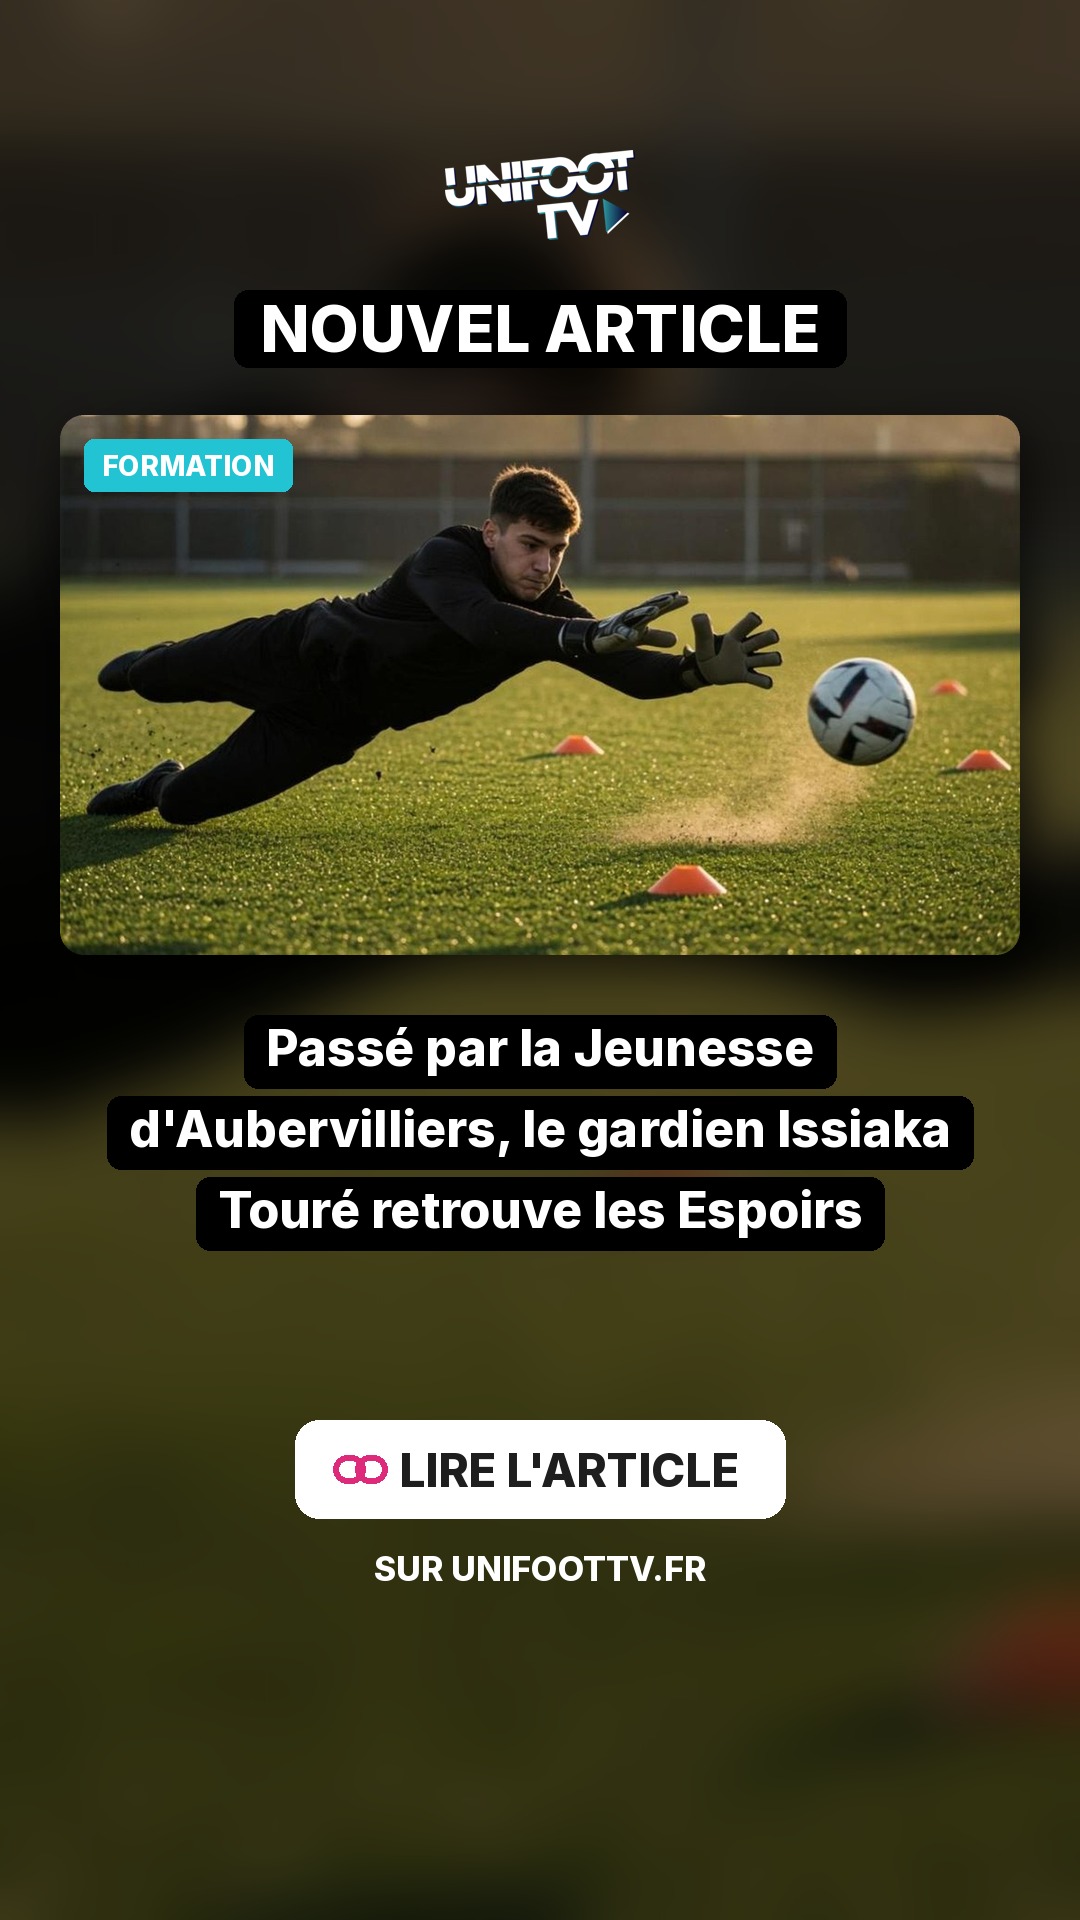 UNIFOOT
TV
NOUVEL ARTICLE
FORMATION
Passé par la Jeunesse
d'Aubervilliers, le gardien Issiaka
Touré retrouve les Espoirs
LIRE L'ARTICLE
SUR UNIFOOTTV.FR